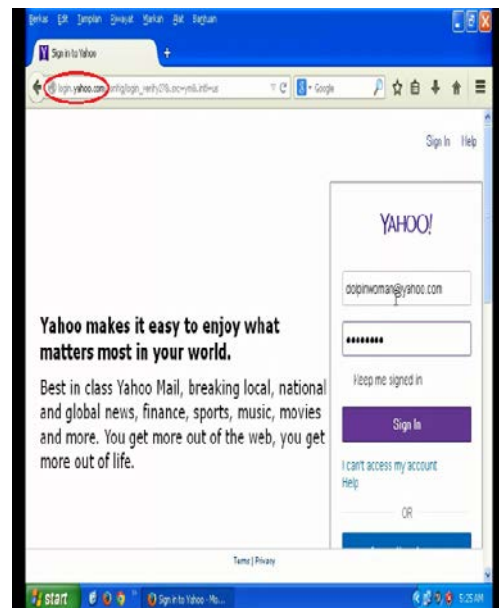 Berkas Edit Tampilan Riwayat Markah Alat Bantuan
Sign in to Yahoo
login.yahoo.com
Google
Sign In Help
YAHOO!
dolpinwoman@yahoo.com
Keep me signed in
Sign In
I can't access my account
Help
OR
Yahoo makes it easy to enjoy what
matters most in your world.
Best in class Yahoo Mail, breaking local, national
and global news, finance, sports, music, movies
and more. You get more out of the web, you get
more out of life.
Terms | Privacy
start
Sign in to Yahoo - Mo...
5:25 AM